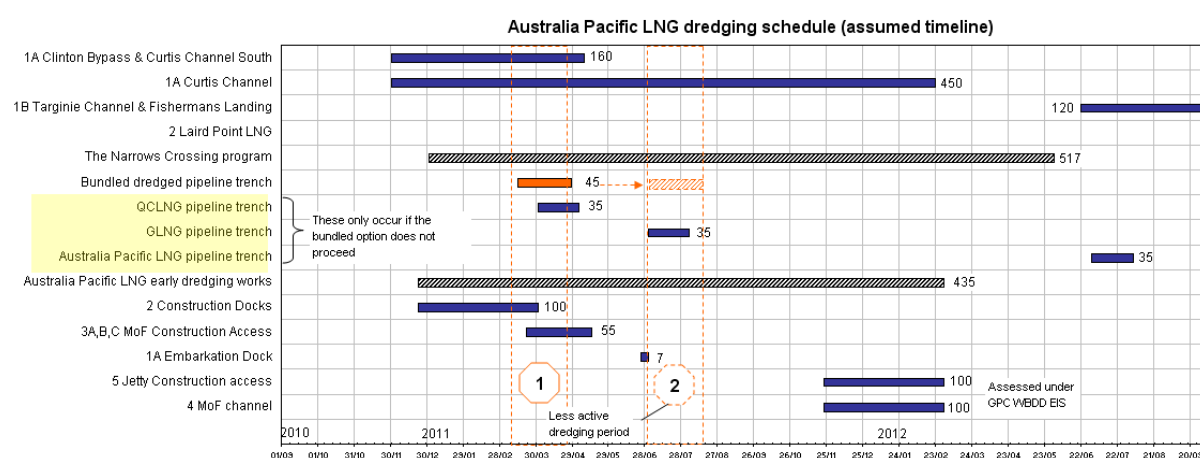 Australia Pacific LNG dredging schedule (assumed timeline)
1A Clinton Bypass & Curtis Channel South
160
1A Curtis Channel
450
1B Targinie Channel & Fishermans Landing
120
2 Laird Point LNG
The Narrows Crossing program
517
Bundled dredged pipeline trench
45
QCLNG pipeline trench
35
These only occur if the
bundled option does not
proceed
GLNG pipeline trench
35
Australia Pacific LNG pipeline trench
35
Australia Pacific LNG early dredging works
435
2 Construction Docks
100
3A,B,C MoF Construction Access
55
1A Embarkation Dock
7
1
2
5 Jetty Construction access
100
Assessed under
GPC WBDD EIS
4 MoF channel
100
Less active
dredging period
2010
2011
2012
01/09 01/10 31/10 30/11 30/12 29/01 28/02 30/03 29/04 29/05 28/06 28/07 27/08 26/09 26/10 25/11 25/12 24/01 23/02 24/03 23/04 23/05 22/06 22/07 21/08 20/0